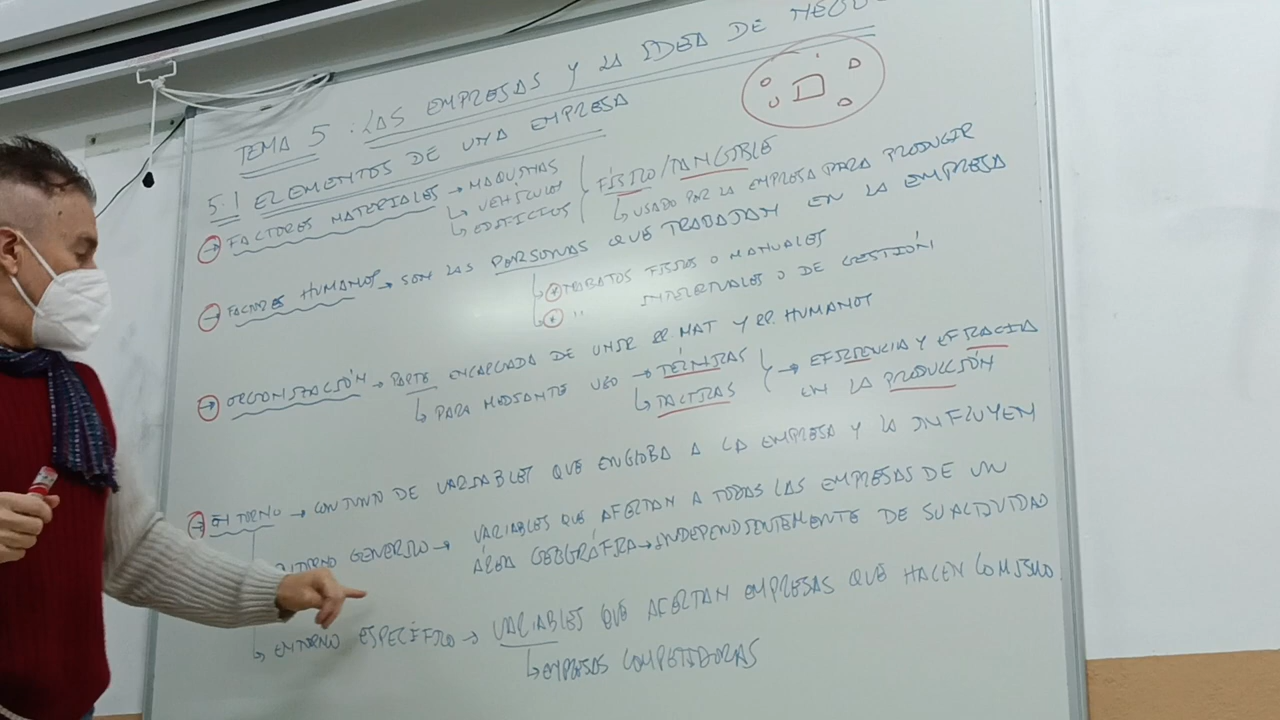 TEMA 5: LAS EMPRESAS Y LA IDEA DE NEGO
5.1 ELEMENTOS DE UNA EMPRESA
→ FACTORES MATERIALES → MAQUINAS
↳ VEHÍCULOS
↳ EDIFICIOS
FÍSICO/TANGIBLE
↳ USADO POR LA EMPRESA PARA PRODUCIR
→ FACTORES HUMANOS → SON LAS PERSONAS QUE TRABAJAN EN LA EMPRESA
↳ + TRABAJOS FISICOS O MANUALES
↳ + '' INTELECTUALES O DE GESTIÓN
→ ORGANIZACIÓN → PARTE ENCARGADA DE UNIR RR.MAT Y RR.HUMANOS
↳ PARA MEDIANTE USO → TÉCNICAS
↳ TACTICAS
→ EFICIENCIA Y EFICACIA
EN LA PRODUCCIÓN
→ ENTORNO → CONJUNTO DE VARIABLES QUE ENGLOBA A LA EMPRESA Y LA INFLUYEN
ENTORNO GENERICO → VARIABLES QUE AFECTAN A TODAS LAS EMPRESAS DE UN
ÁREA GEOGRÁFICA → INDEPENDIENTEMENTE DE SU ACTIVIDAD
↳ ENTORNO ESPECÍFICO → VARIABLES QUE AFECTAN EMPRESAS QUE HACEN LO MISMO
↳ EMPRESAS COMPETIDORAS